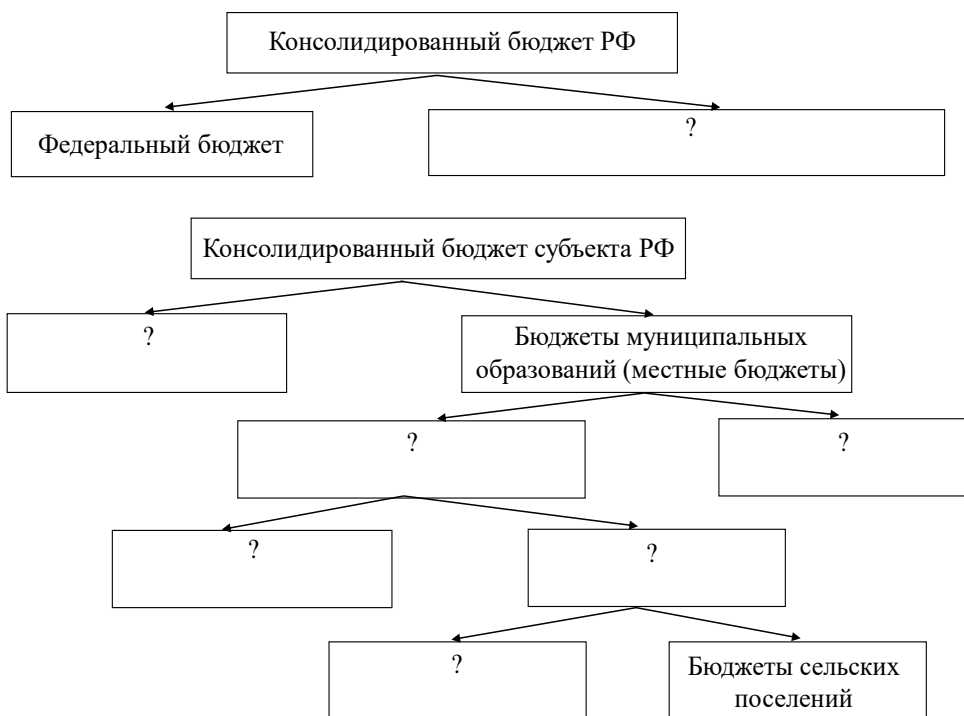 Консолидированный бюджет РФ
Федеральный бюджет
?
Консолидированный бюджет субъекта РФ
?
Бюджеты муниципальных
образований (местные бюджеты)
?
?
?
?
?
Бюджеты сельских
поселений